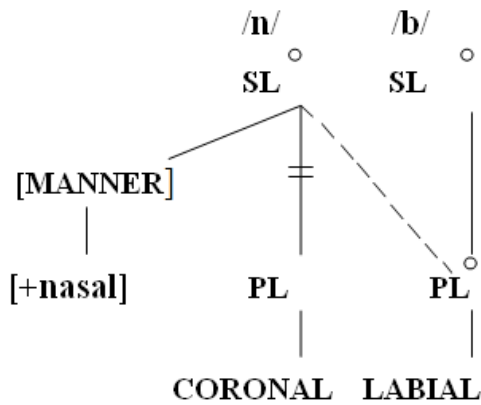 /n/ /b/
SL SL
[MANNER]
[+nasal] PL PL
CORONAL LABIAL